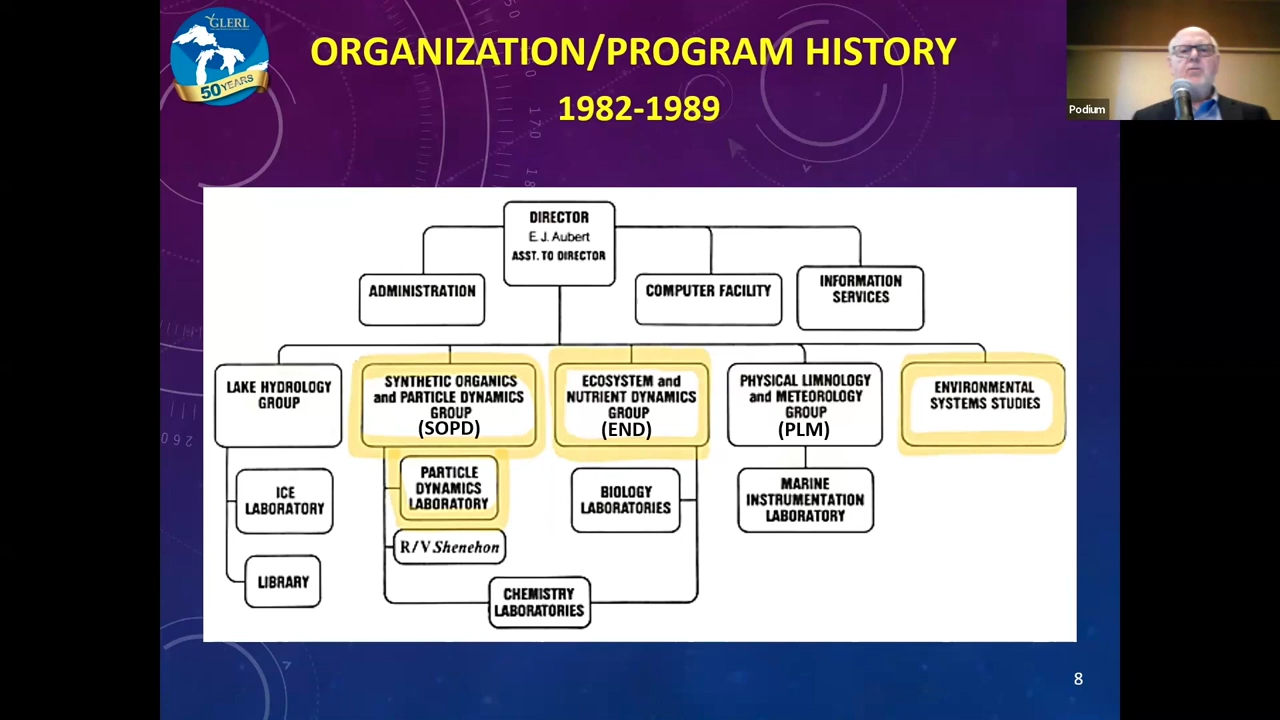 GLERL
50 YEARS
ORGANIZATION/PROGRAM HISTORY
1982-1989
Podium
DIRECTOR
E. J. Aubert
ASST. TO DIRECTOR
ADMINISTRATION
COMPUTER FACILITY
INFORMATION
SERVICES
LAKE HYDROLOGY
GROUP
SYNTHETIC ORGANICS
and PARTICLE DYNAMICS
GROUP
(SOPD)
ECOSYSTEM and
NUTRIENT DYNAMICS
GROUP
(END)
PHYSICAL LIMNOLOGY
and METEOROLOGY
GROUP
(PLM)
ENVIRONMENTAL
SYSTEMS STUDIES
ICE
LABORATORY
LIBRARY
PARTICLE
DYNAMICS
LABORATORY
R/V Shenehon
CHEMISTRY
LABORATORIES
BIOLOGY
LABORATORIES
MARINE
INSTRUMENTATION
LABORATORY
170
260
8